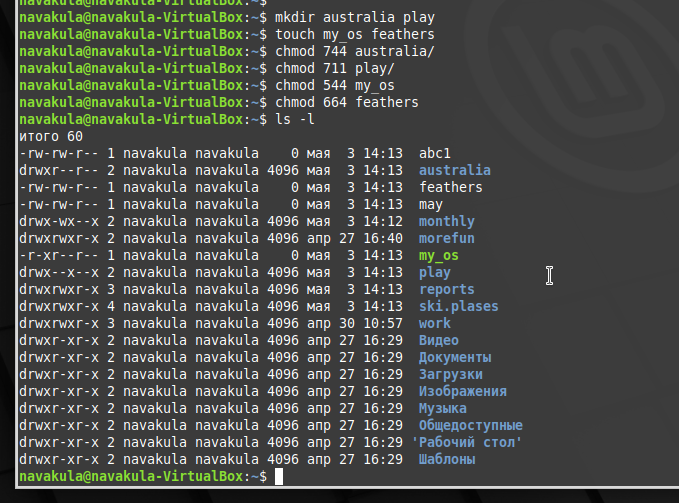 navakula@navakula-VirtualBox:~$
navakula@navakula-VirtualBox:~$ mkdir australia play
navakula@navakula-VirtualBox:~$ touch my_os feathers
navakula@navakula-VirtualBox:~$ chmod 744 australia/
navakula@navakula-VirtualBox:~$ chmod 711 play/
navakula@navakula-VirtualBox:~$ chmod 544 my_os
navakula@navakula-VirtualBox:~$ chmod 664 feathers
navakula@navakula-VirtualBox:~$ ls -l
итого 60
-rw-rw-r-- 1 navakula navakula    0 мая  3 14:13  abc1
drwxr--r-- 2 navakula navakula 4096 мая  3 14:13  australia
-rw-rw-r-- 1 navakula navakula    0 мая  3 14:13  feathers
-rw-rw-r-- 1 navakula navakula    0 мая  3 14:13  may
drwx-wx--x 2 navakula navakula 4096 мая  3 14:12  monthly
drwxrwxr-x 2 navakula navakula 4096 апр 27 16:40  morefun
-r-xr--r-- 1 navakula navakula    0 мая  3 14:13  my_os
drwx--x--x 2 navakula navakula 4096 мая  3 14:13  play
drwxrwxr-x 3 navakula navakula 4096 мая  3 14:13  reports
drwxrwxr-x 4 navakula navakula 4096 мая  3 14:13  ski.plases
drwxrwxr-x 3 navakula navakula 4096 апр 30 10:57  work
drwxr-xr-x 2 navakula navakula 4096 апр 27 16:29  Видео
drwxr-xr-x 2 navakula navakula 4096 апр 27 16:29  Документы
drwxr-xr-x 2 navakula navakula 4096 апр 27 16:29  Загрузки
drwxr-xr-x 2 navakula navakula 4096 апр 27 16:29  Изображения
drwxr-xr-x 2 navakula navakula 4096 апр 27 16:29  Музыка
drwxr-xr-x 2 navakula navakula 4096 апр 27 16:29  Общедоступные
drwxr-xr-x 2 navakula navakula 4096 апр 27 16:29 'Рабочий стол'
drwxr-xr-x 2 navakula navakula 4096 апр 27 16:29  Шаблоны
navakula@navakula-VirtualBox:~$